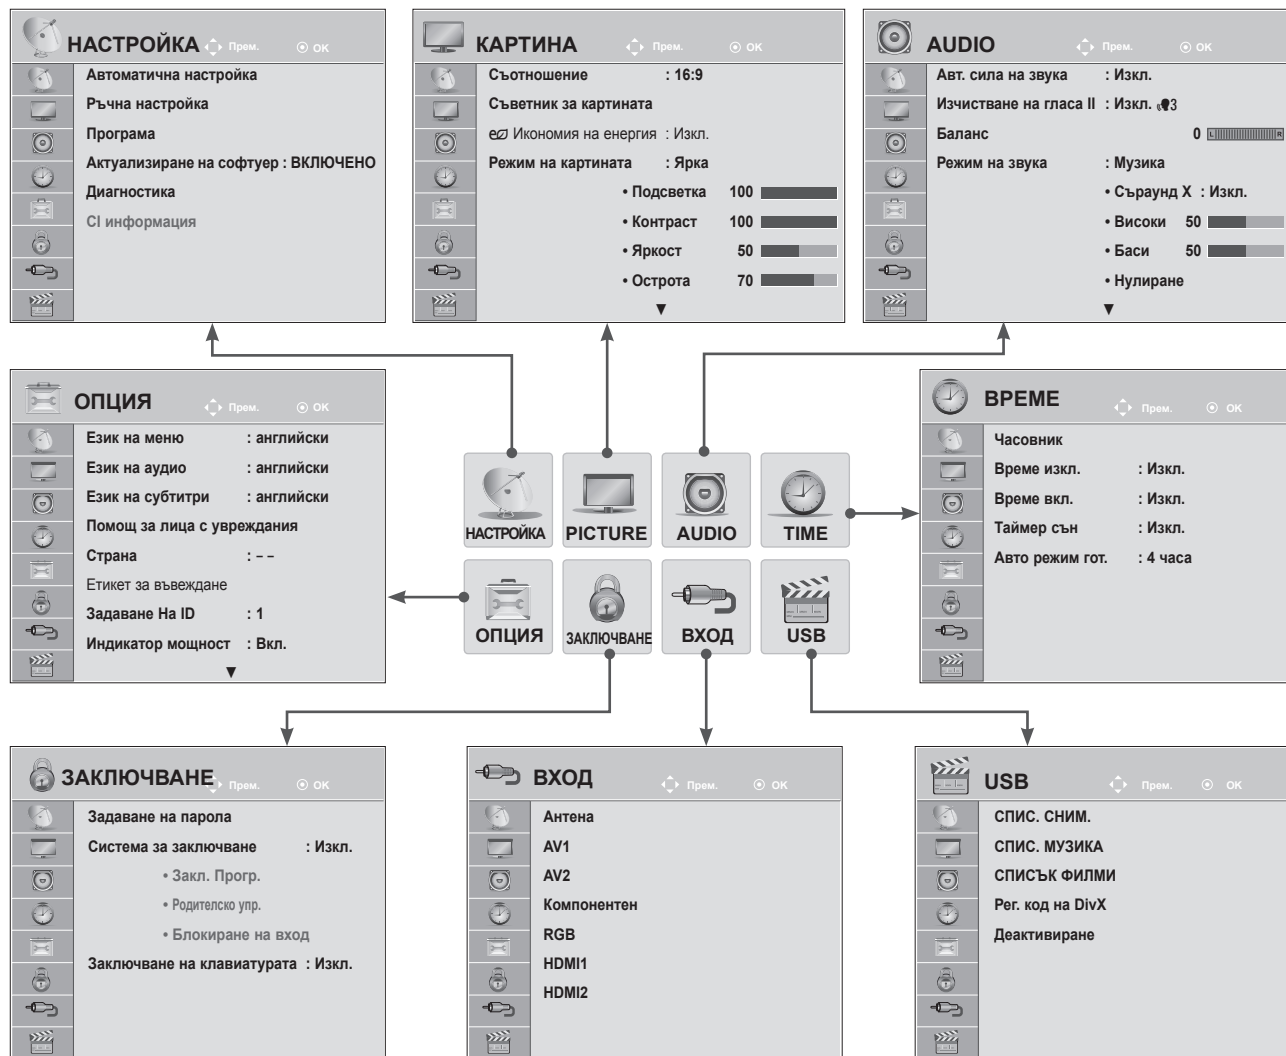 НАСТРОЙКА Прем. OK
Автоматична настройка
Ръчна настройка
Програма
Актуализиране на софтуер : ВКЛЮЧЕНО
Диагностика
CI информация
КАРТИНА Прем. OK
Съотношение : 16:9
Съветник за картината
Икономия на енергия : Изкл.
Режим на картината : Ярка
• Подсветка 100
• Контраст 100
• Яркост 50
• Острота 70
▼
AUDIO Прем. OK
Авт. сила на звука : Изкл.
Изчистване на гласа II : Изкл. 3
Баланс 0 L R
Режим на звука : Музика
• Съраунд X : Изкл.
• Високи 50
• Баси 50
• Нулиране
▼
ОПЦИЯ Прем. OK
Език на меню : английски
Език на аудио : английски
Език на субтитри : английски
Помощ за лица с увреждания
Страна : – –
Етикет за въвеждане
Задаване На ID : 1
Индикатор мощност : Вкл.
▼
НАСТРОЙКА
PICTURE
AUDIO
TIME
ОПЦИЯ
ЗАКЛЮЧВАНЕ
ВХОД
USB
ВРЕМЕ Прем. OK
Часовник
Време изкл. : Изкл.
Време вкл. : Изкл.
Таймер сън : Изкл.
Авто режим гот. : 4 часа
ЗАКЛЮЧВАНЕ Прем. OK
Задаване на парола
Система за заключване : Изкл.
• Закл. Прогр.
• Родителско упр.
• Блокиране на вход
Заключване на клавиатурата : Изкл.
ВХОД Прем. OK
Антена
AV1
AV2
Компонентен
RGB
HDMI1
HDMI2
USB Прем. OK
СПИС. СНИМ.
СПИС. МУЗИКА
СПИСЪК ФИЛМИ
Рег. код на DivX
Деактивиране